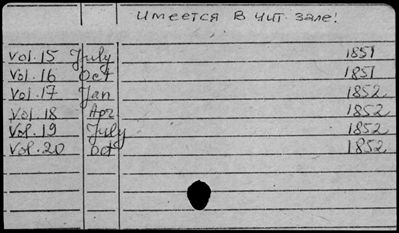 Имеется в чит. зале!
Vol. 15 July 1851
Vol. 16 Oct 1851
Vol. 17 Jan 1852
Vol. 18 Apr 1852
Vol. 19 July 1852
Vol. 20 Oct 1852